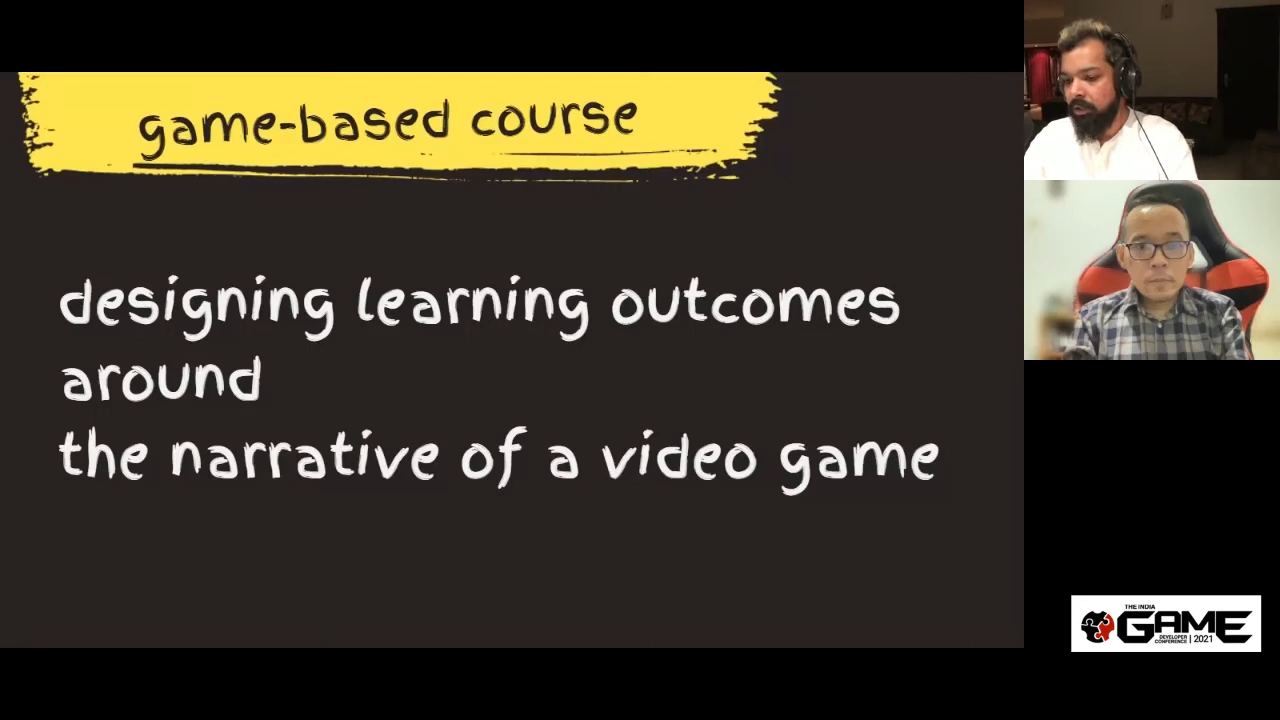 game-based course
designing learning outcomes
around
the narrative of a video game
THE INDIA
GAME
DEVELOPER
CONFERENCE | 2021